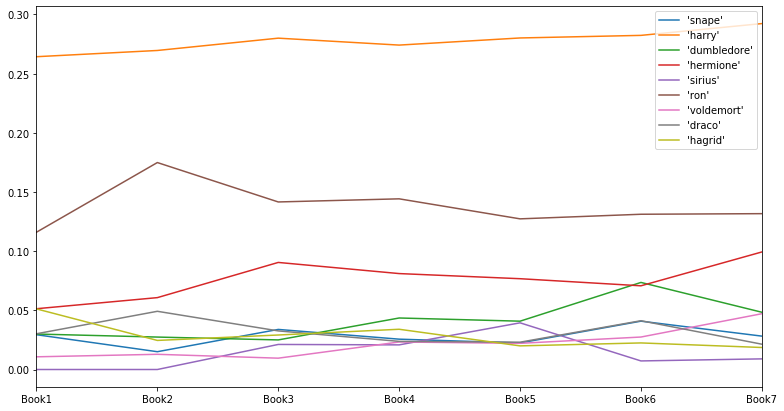 0.30
0.25
0.20
0.15
0.10
0.05
0.00
Book1 Book2 Book3 Book4 Book5 Book6 Book7
'snape'
'harry'
'dumbledore'
'hermione'
'sirius'
'ron'
'voldemort'
'draco'
'hagrid'